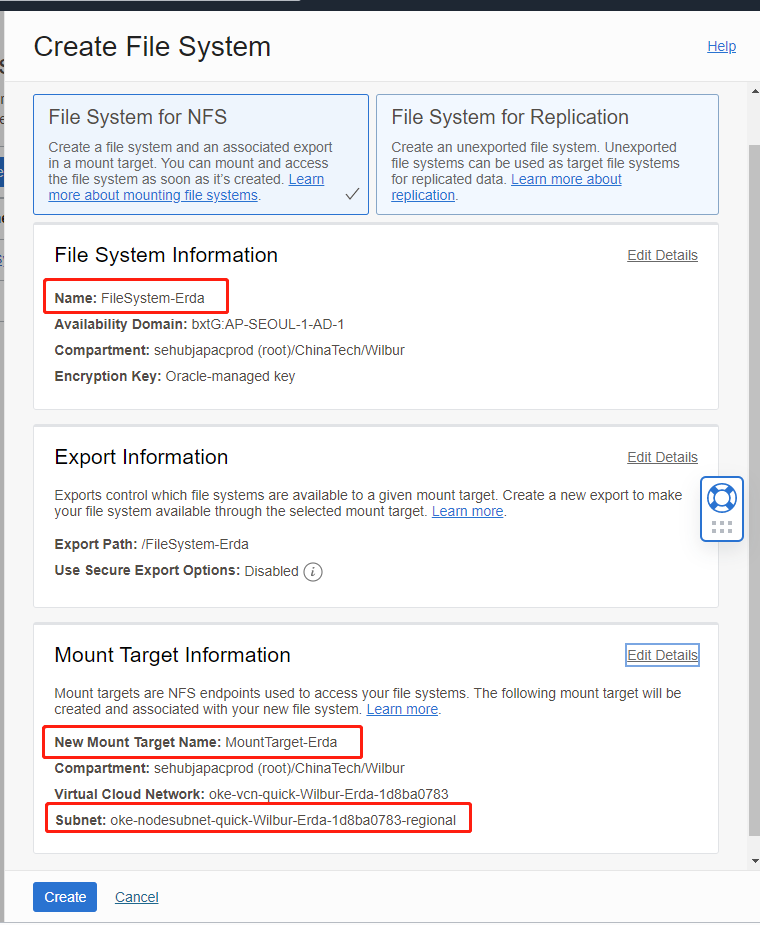 Create File System
Help
File System for NFS
Create a file system and an associated export
in a mount target. You can mount and access
the file system as soon as it's created. Learn
more about mounting file systems.
File System for Replication
Create an unexported file system. Unexported
file systems can be used as target file systems
for replicated data. Learn more about
replication.
File System Information
Edit Details
Name: FileSystem-Erda
Availability Domain: bxtG:AP-SEOUL-1-AD-1
Compartment: sehubjapacprod (root)/ChinaTech/Wilbur
Encryption Key: Oracle-managed key
Export Information
Edit Details
Exports control which file systems are available to a given mount target. Create a new export to make
your file system available through the selected mount target. Learn more.
Export Path: /FileSystem-Erda
Use Secure Export Options: Disabled
Mount Target Information
Edit Details
Mount targets are NFS endpoints used to access your file systems. The following mount target will be
created and associated with your new file system. Learn more.
New Mount Target Name: MountTarget-Erda
Compartment: sehubjapacprod (root)/ChinaTech/Wilbur
Virtual Cloud Network: oke-vcn-quick-Wilbur-Erda-1d8ba0783
Subnet: oke-nodesubnet-quick-Wilbur-Erda-1d8ba0783-regional
Create
Cancel